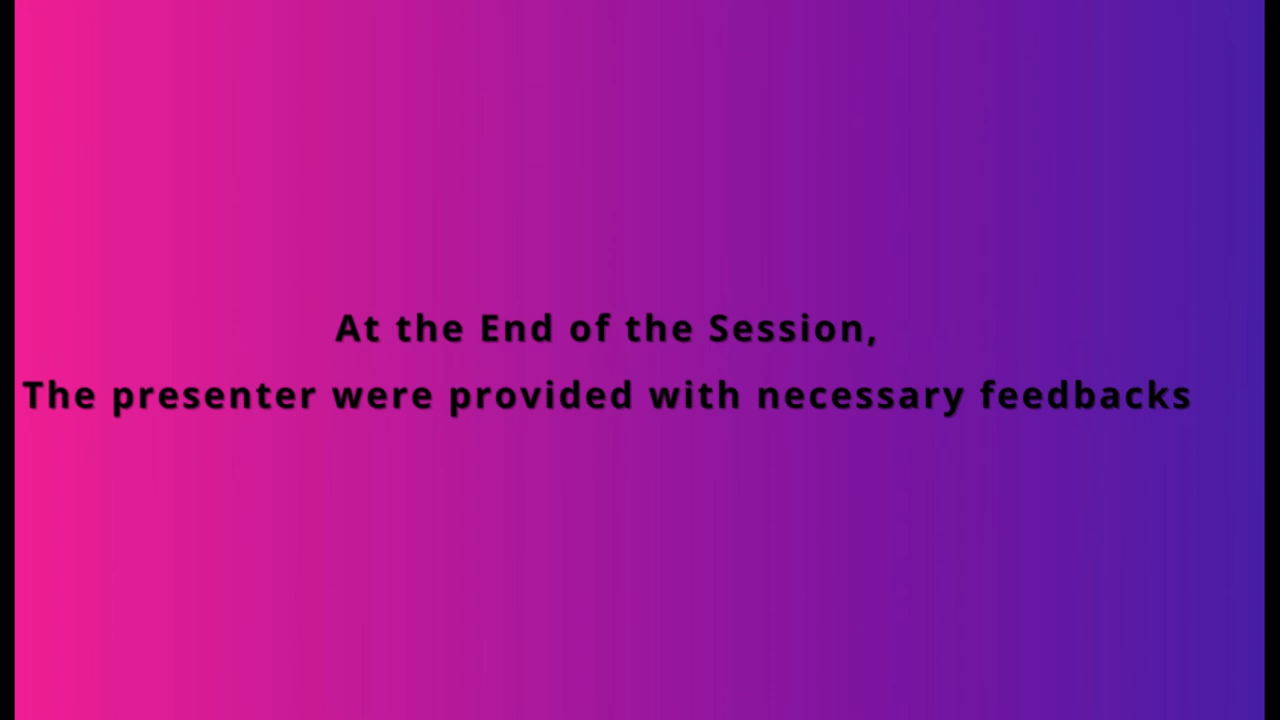 At the End of the Session,
The presenter were provided with necessary feedbacks